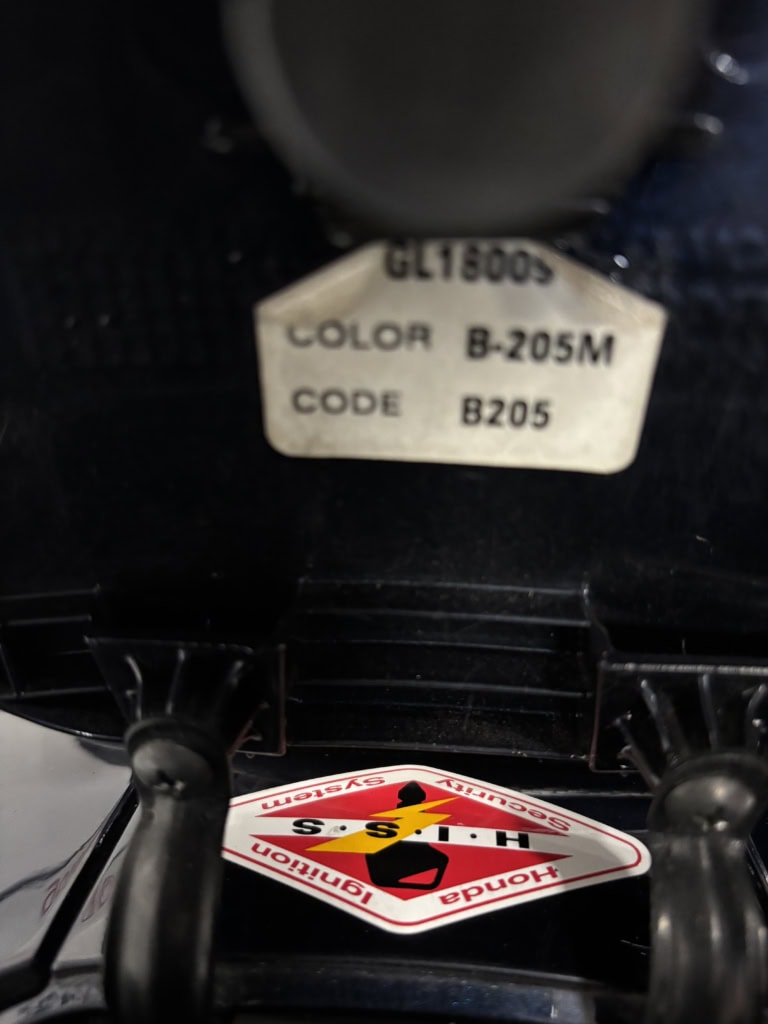 GL1800S
COLOR B-205M
CODE B205
Honda Ignition
H.I.S.S
Security System